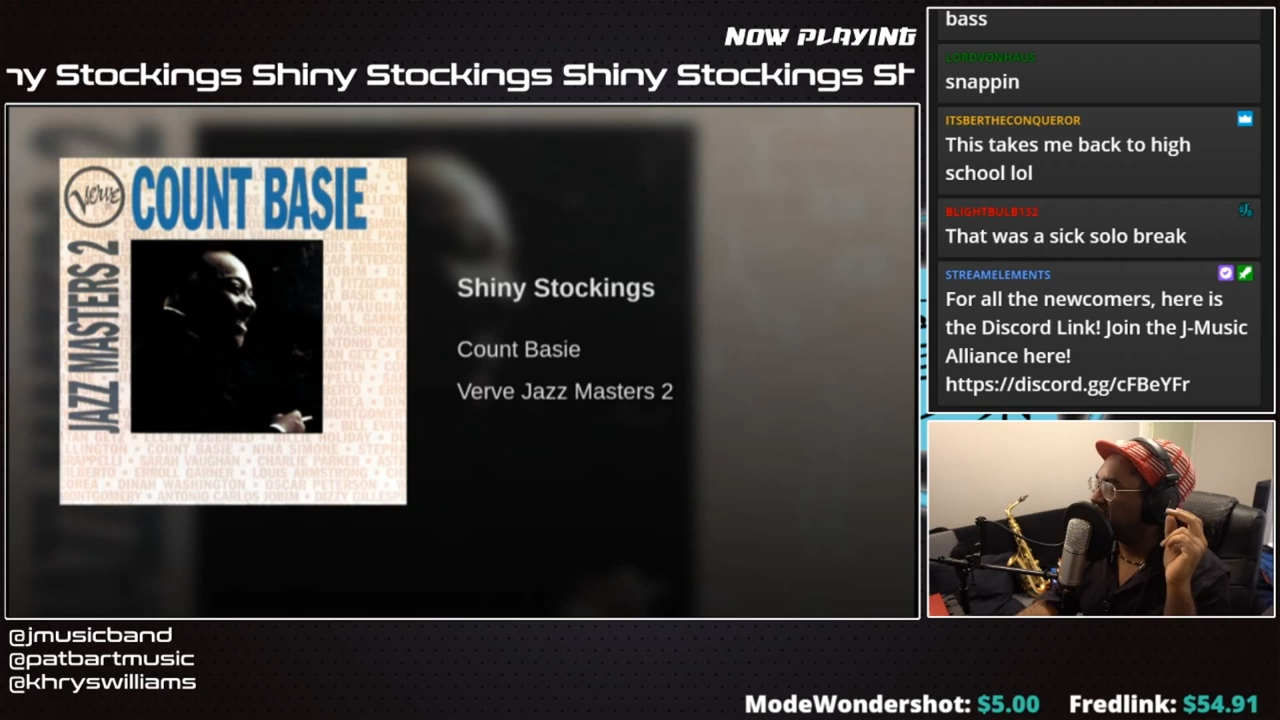 NOW PLAYING
ny Stockings Shiny Stockings Shiny Stockings Sh
Verve
COUNT BASIE
JAZZ MASTERS 2
Shiny Stockings
Count Basie
Verve Jazz Masters 2
bass
LORDVONHAUS
snappin
ITSBERTHECONQUEROR
This takes me back to high
school lol
BLIGHTBULB132
That was a sick solo break
STREAMELEMENTS
For all the newcomers, here is
the Discord Link! Join the J-Music
Alliance here!
https://discord.gg/cFBeYFr
@jmusicband
@patbartmusic
@khryswilliams
ModeWondershot: $5.00 Fredlink: $54.91